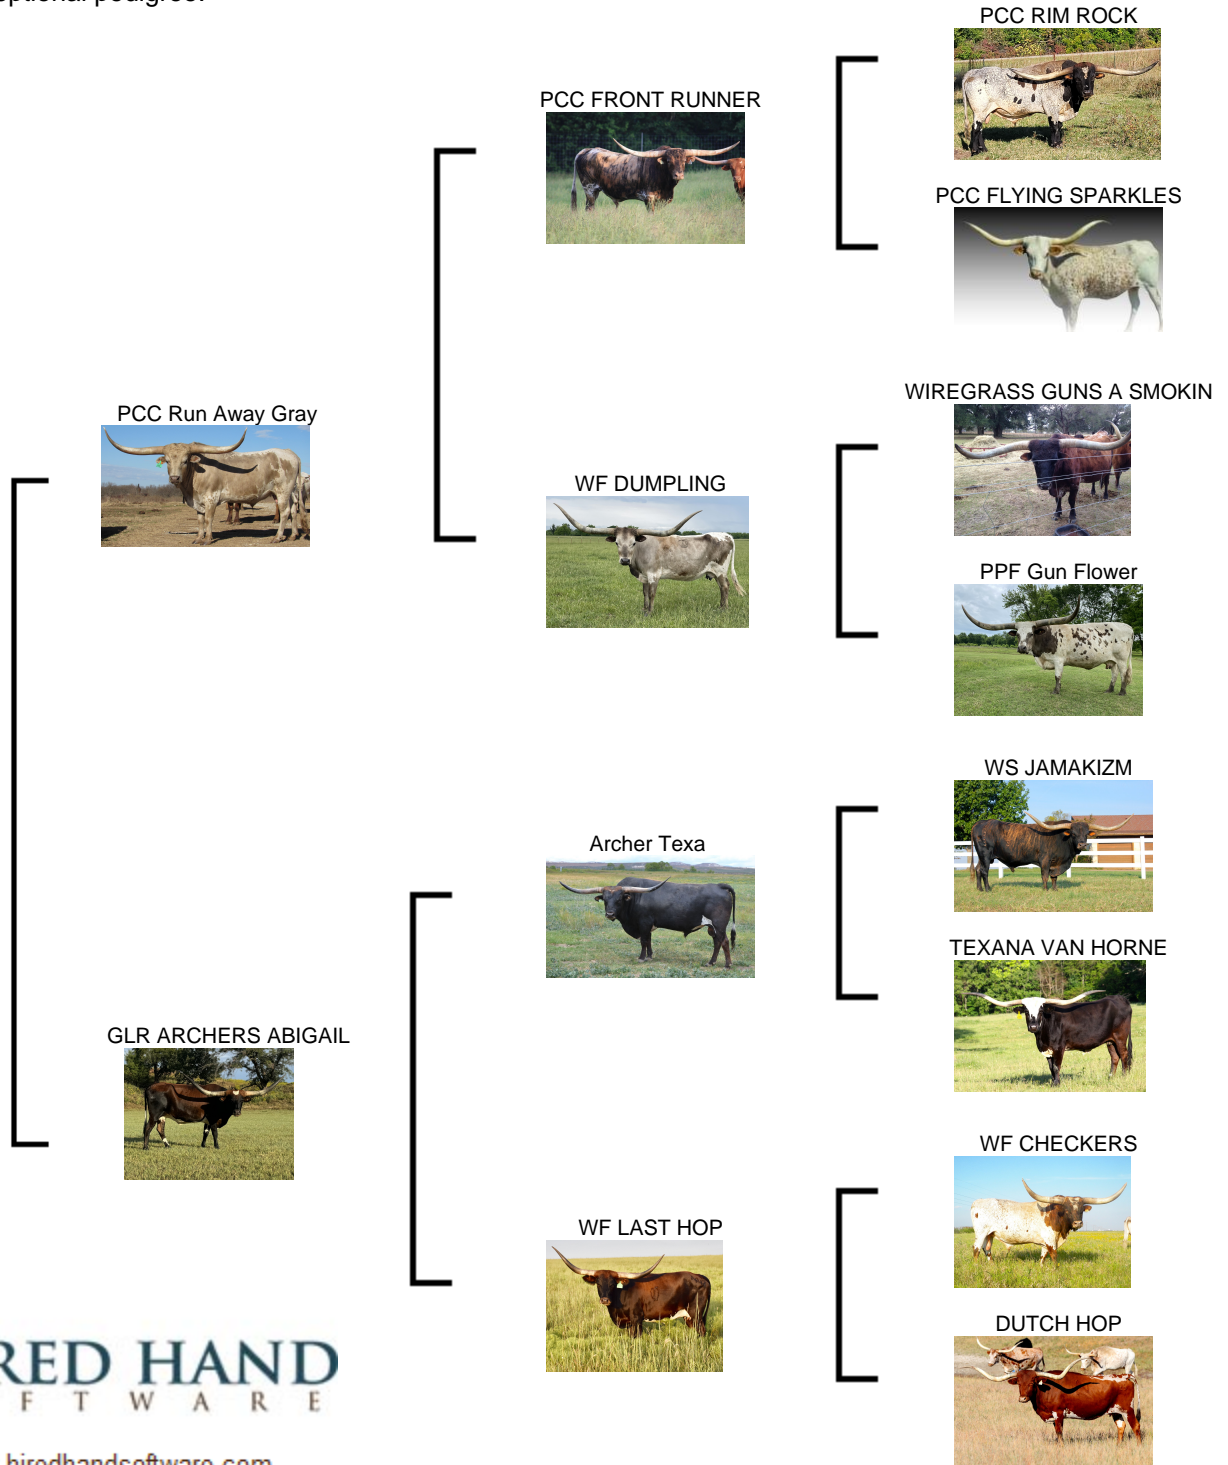 PCC RIM ROCK
PCC FRONT RUNNER
PCC FLYING SPARKLES
WIREGRASS GUNS A SMOKIN
PCC Run Away Gray
WF DUMPLING
PPF Gun Flower
WS JAMAKIZM
Archer Texa
TEXANA VAN HORNE
GLR ARCHERS ABIGAIL
WF CHECKERS
WF LAST HOP
DUTCH HOP
RED HAND
F T W A R E
hiredhandsoftware.com